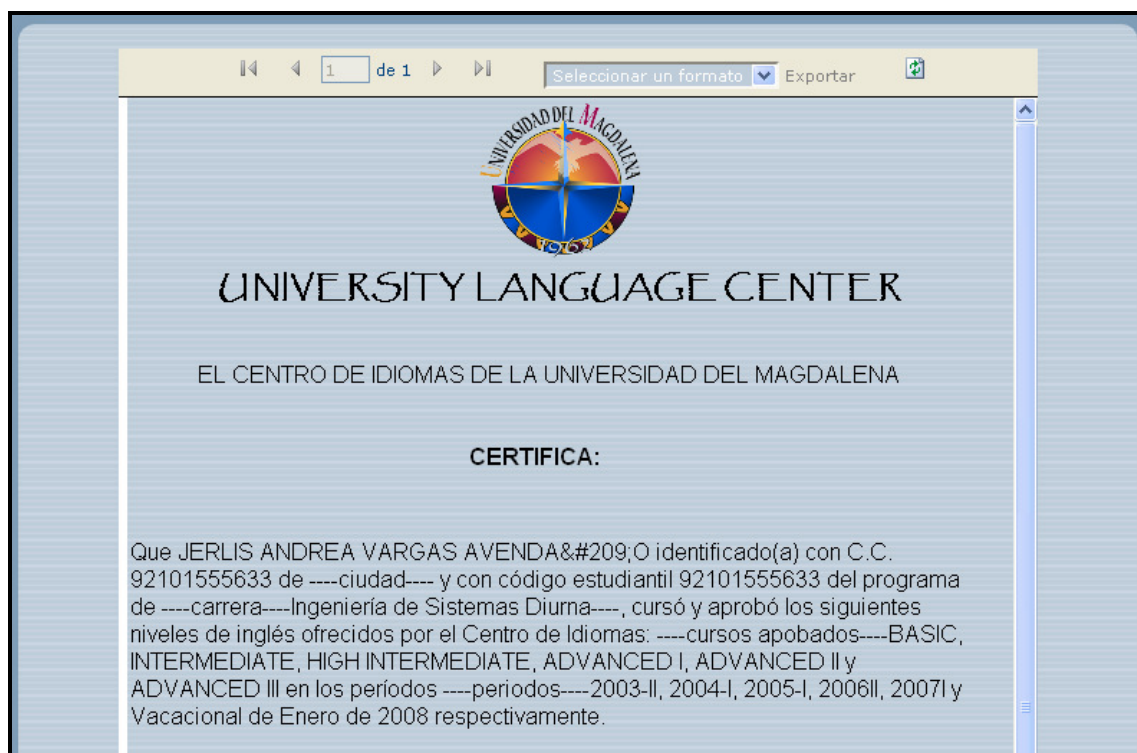 1 de 1 Seleccionar un formato Exportar
UNIVERSIDAD DEL MAGDALENA
1962
UNIVERSITY LANGUAGE CENTER
EL CENTRO DE IDIOMAS DE LA UNIVERSIDAD DEL MAGDALENA
CERTIFICA:
Que JERLIS ANDREA VARGAS AVENDA&#209;O identificado(a) con C.C.
92101555633 de ----ciudad---- y con código estudiantil 92101555633 del programa
de ----carrera----Ingeniería de Sistemas Diurna----, cursó y aprobó los siguientes
niveles de inglés ofrecidos por el Centro de Idiomas: ----cursos apobados----BASIC,
INTERMEDIATE, HIGH INTERMEDIATE, ADVANCED I, ADVANCED II y
ADVANCED III en los períodos ----periodos----2003-II, 2004-I, 2005-I, 2006II, 2007I y
Vacacional de Enero de 2008 respectivamente.